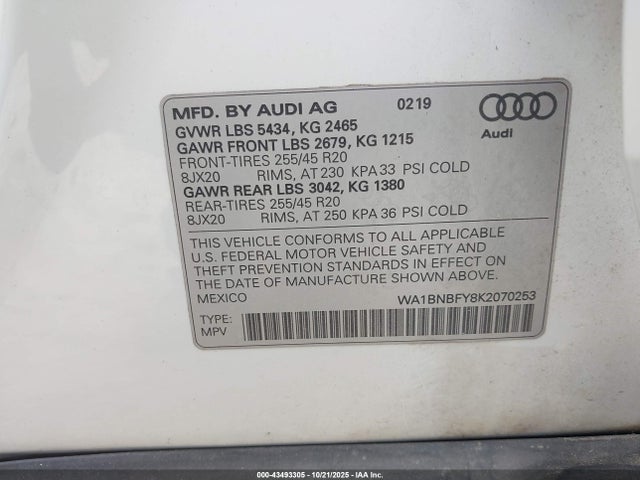 MFD. BY AUDI AG 0219
GVWR LBS 5434, KG 2465
GAWR FRONT LBS 2679, KG 1215
FRONT-TIRES 255/45 R20
8JX20 RIMS, AT 230 KPA 33 PSI COLD
GAWR REAR LBS 3042, KG 1380
REAR-TIRES 255/45 R20
8JX20 RIMS, AT 250 KPA 36 PSI COLD
Audi
THIS VEHICLE CONFORMS TO ALL APPLICABLE
U.S. FEDERAL MOTOR VEHICLE SAFETY AND
THEFT PREVENTION STANDARDS IN EFFECT ON
THE DATE OF MANUFACTURE SHOWN ABOVE.
MEXICO WA1BNBFY8K2070253
TYPE:
MPV
000-43493305 - 10/21/2025 - IAA Inc.